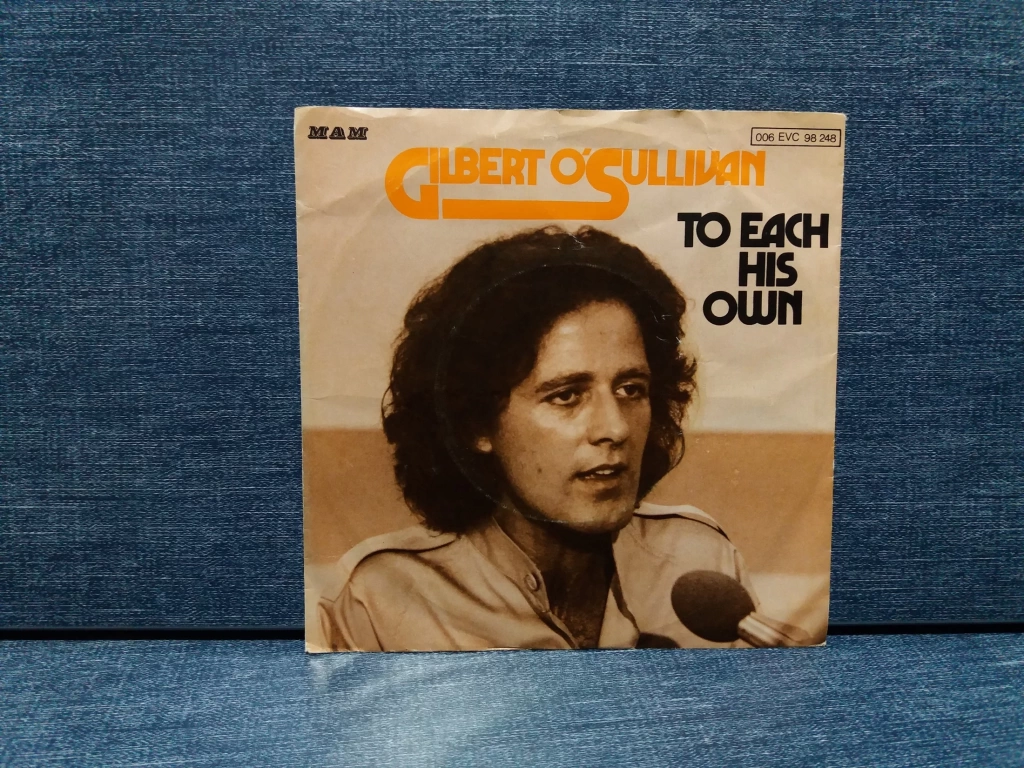 MAM
006 EVC 98 248
GILBERT O'SULLIVAN
TO EACH
HIS
OWN